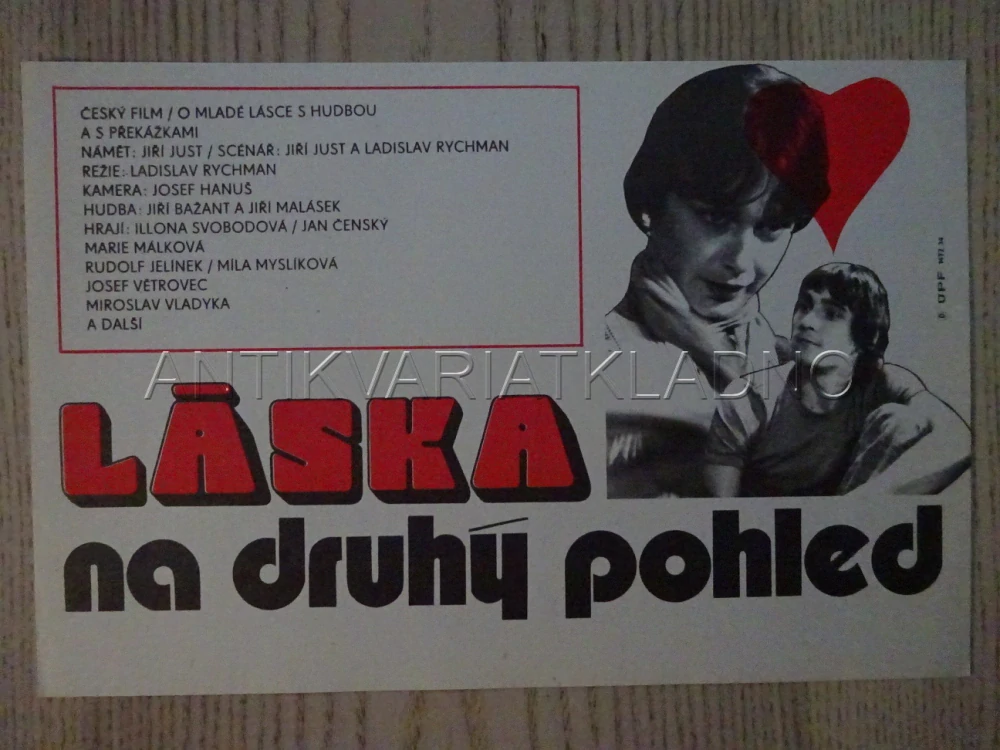 ČESKÝ FILM / O MLADÉ LÁSCE S HUDBOU
A S PŘEKÁŽKAMI
NÁMĚT: JIŘÍ JUST / SCÉNÁŘ: JIŘÍ JUST A LADISLAV RYCHMAN
REŽIE: LADISLAV RYCHMAN
KAMERA: JOSEF HANUŠ
HUDBA: JIŘÍ BAŽANT A JIŘÍ MALÁSEK
HRAJÍ: ILLONA SVOBODOVÁ / JAN ČENSKÝ
MARIE MÁLKOVÁ
RUDOLF JELÍNEK / MÍLA MYSLÍKOVÁ
JOSEF VĚTROVEC
MIROSLAV VLADYKA
A DALŠÍ
ANTIKVARIATKLADNO
LÁSKA
na druhý pohled
UPF